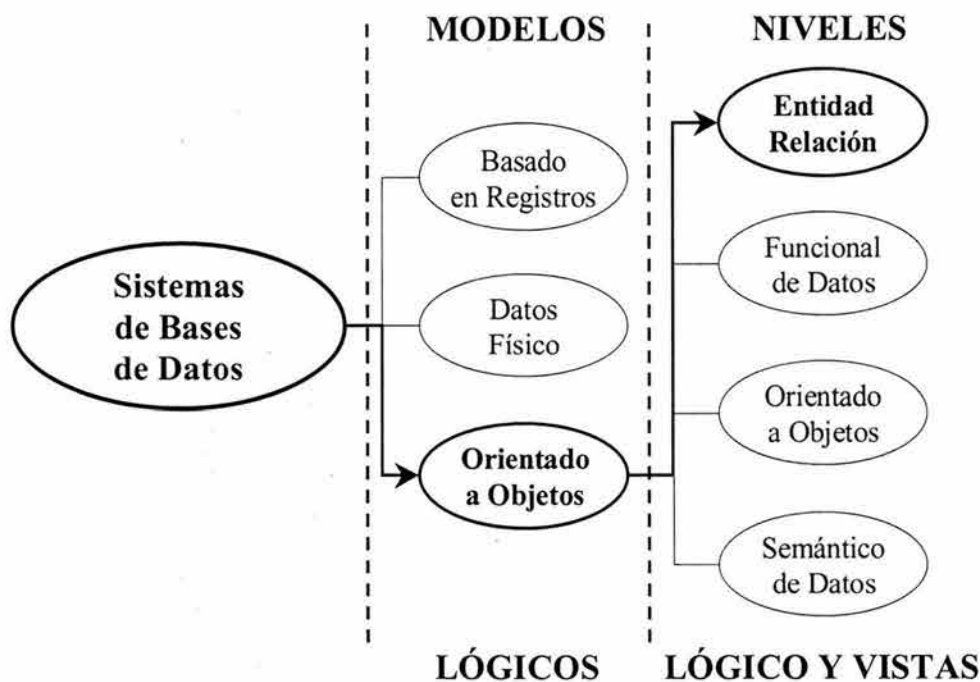 MODELOS
NIVELES
Entidad
Relación
Basado
en Registros
Funcional
de Datos
Sistemas
de Bases
de Datos
Datos
Físico
Orientado
a Objetos
Orientado
a Objetos
Semántico
de Datos
LÓGICOS
LÓGICO Y VISTAS